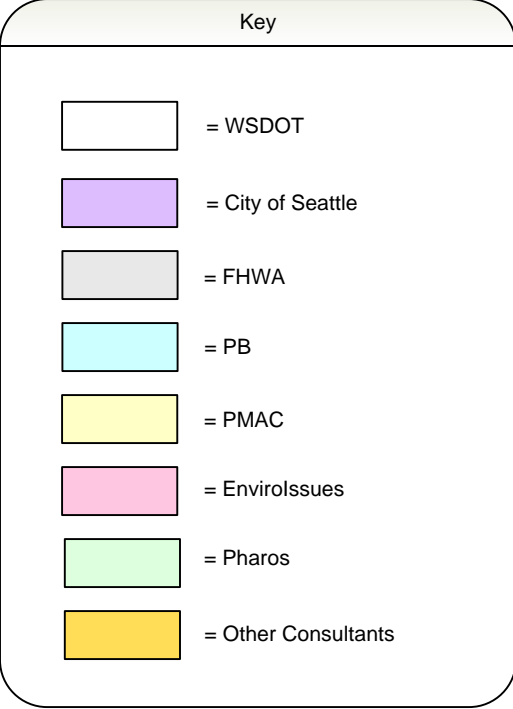 Key
= WSDOT
= City of Seattle
= FHWA
= PB
= PMAC
= EnviroIssues
= Pharos
= Other Consultants